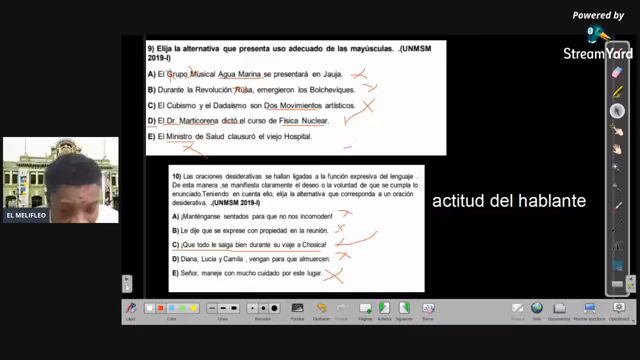 Powered by
StreamYard
9) Elija la alternativa que presenta uso adecuado de las mayúsculas. .(UNMSM
2019-I)
A) El Grupo Músical Agua Marina se presentará en Jauja.
B) Durante la Revolución Rusa, emergieron los Bolcheviques.
C) El Cubismo y el Dadaísmo son Dos Movimientos artísticos.
D) El Dr. Marticorena dictó el curso de Física Nuclear.
E) El Ministro de Salud clausuró el viejo Hospital.
10) Las oraciones desiderativas se hallan ligadas a la función expresiva del lenguaje .
De esta manera ,se manifiesta claramente el deseo o la voluntad de que se cumpla lo
enunciado. Teniendo en cuenta ello, elija la alternativa que corresponda a un oración
desiderativa. (UNMSM 2019-I)
A) ¡Manténganse sentados para que no nos incomoden!
B) Le dije que se exprese con propiedad en la reunión.
C) ¡Que todo le salga bien durante su viaje a Chosica!
D) Diana, Lucía y Camila, vengan para que almuercen.
E) Señor, maneje con mucho cuidado por este lugar.
actitud del hablante
EL MELIFLEO